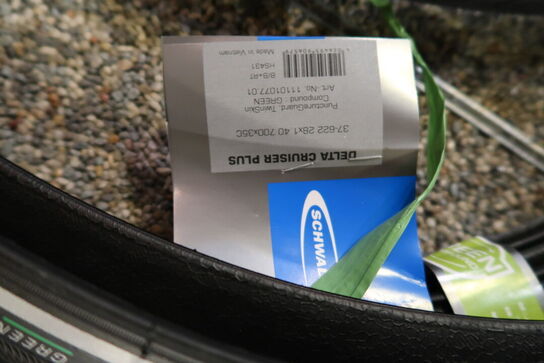 DELTA CRUISER PLUS
37-622 28x1.40 700x35C
PunctureGuard, TwinSkin
Compound: GREEN
Art.-No. 11101077.01
B/B+RT
HS431
Made in Vietnam
SCHWAL
GREEN